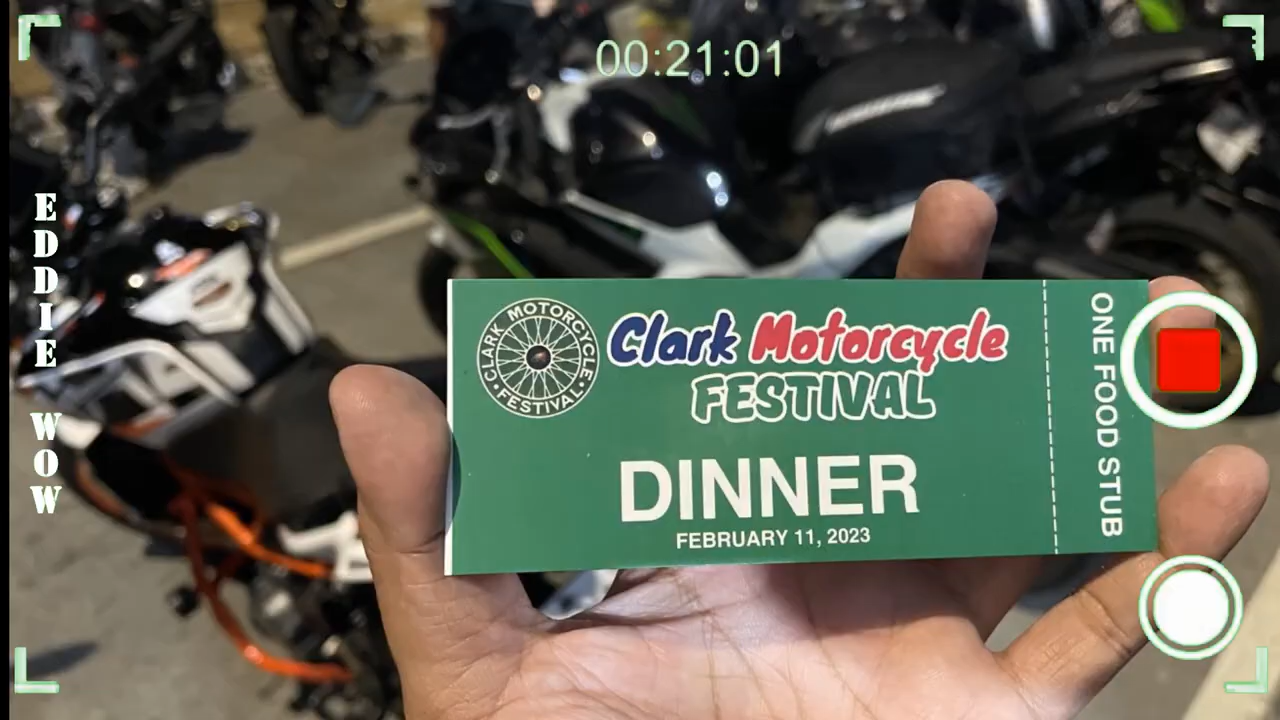 00:21:01
EDDIE WOW
CLARK MOTORCYCLE
• FESTIVAL •
Clark Motorcycle
FESTIVAL
DINNER
FEBRUARY 11, 2023
ONE FOOD STUB